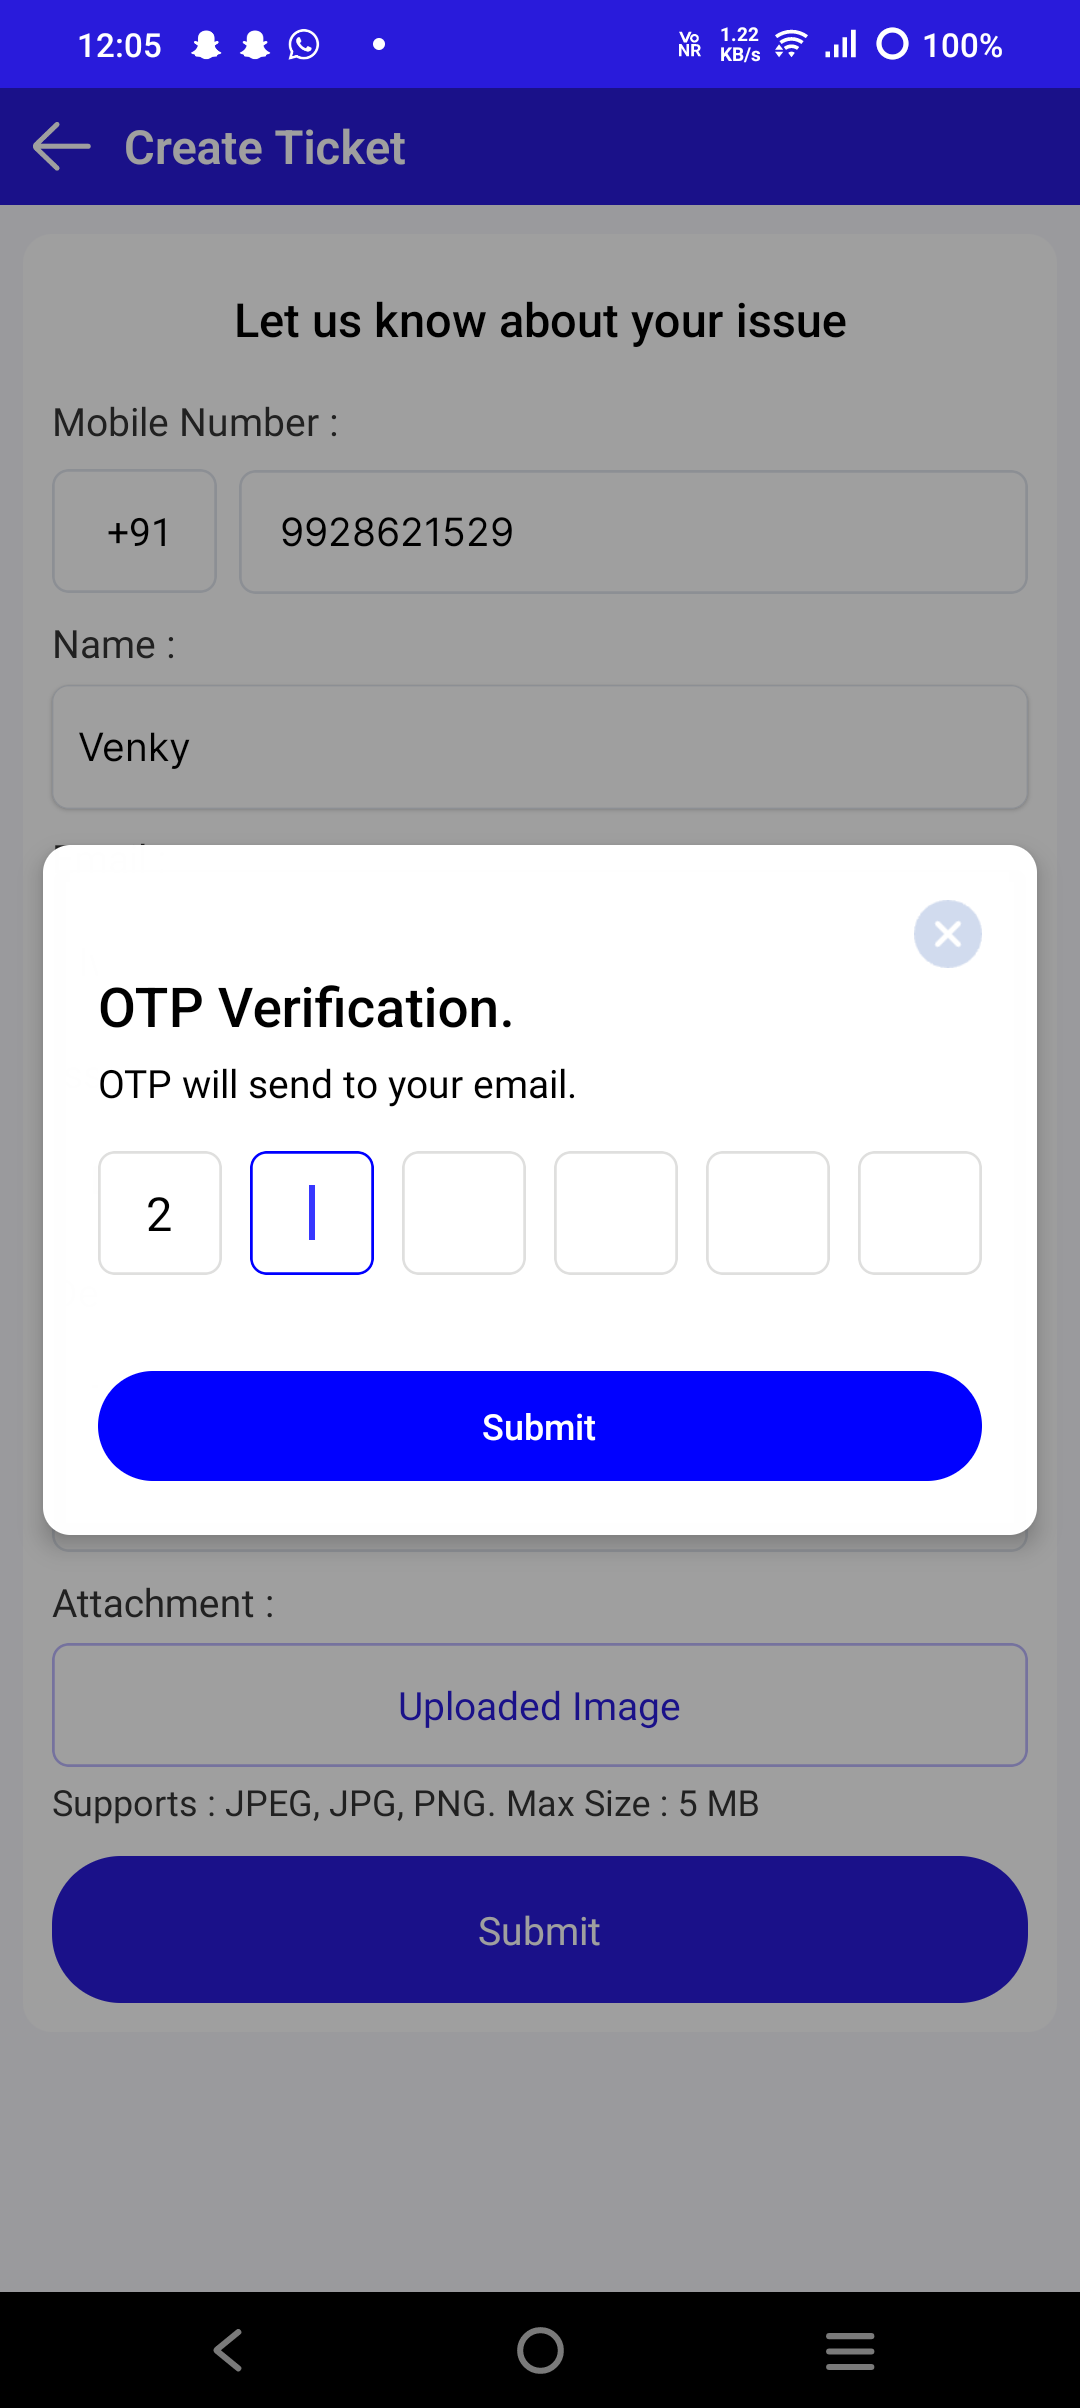 12:05
Vo NR 1.22 KB/s 100%
Create Ticket
Let us know about your issue
Mobile Number :
+91 9928621529
Name :
Venky
OTP Verification.
OTP will send to your email.
2
Submit
Attachment :
Uploaded Image
Supports : JPEG, JPG, PNG. Max Size : 5 MB
Submit